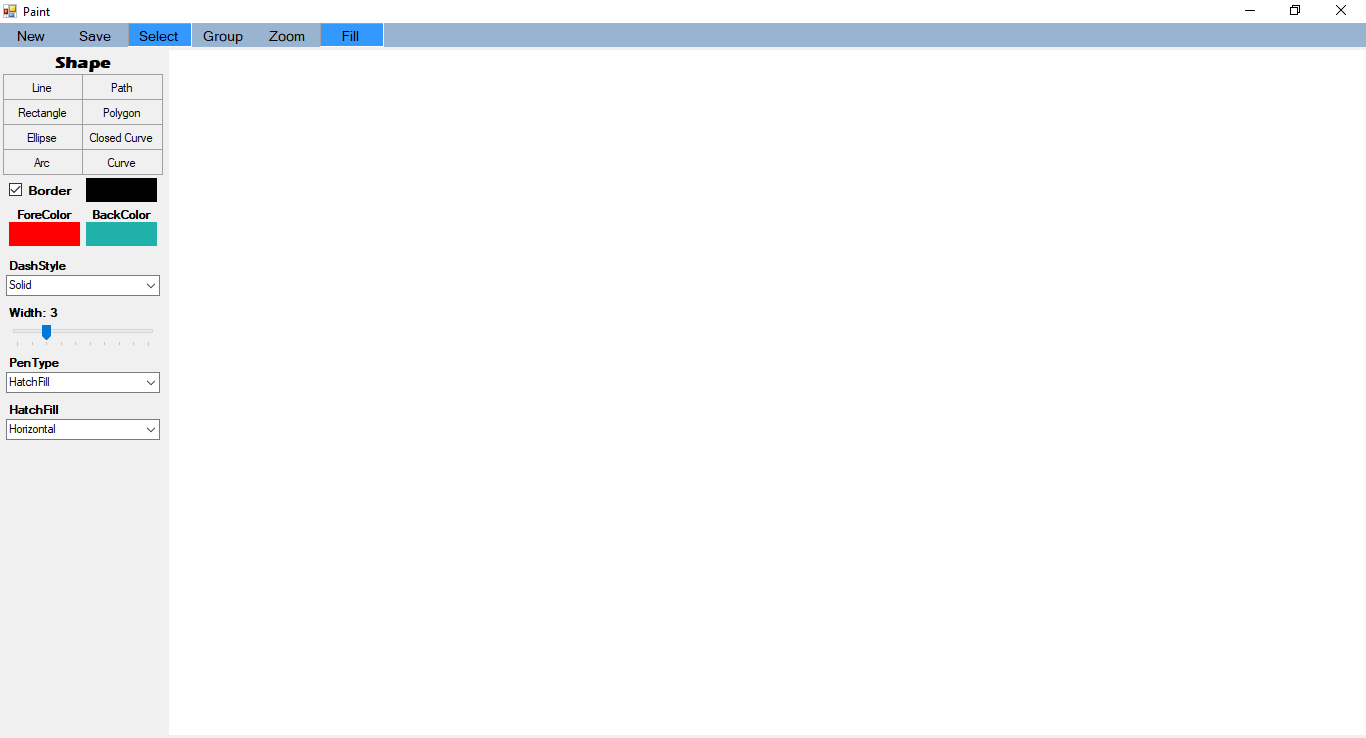 Paint
New Save Select Group Zoom Fill
Shape
Line Path
Rectangle Polygon
Ellipse Closed Curve
Arc Curve
Border
ForeColor BackColor
DashStyle
Solid
Width: 3
PenType
HatchFill
HatchFill
Horizontal